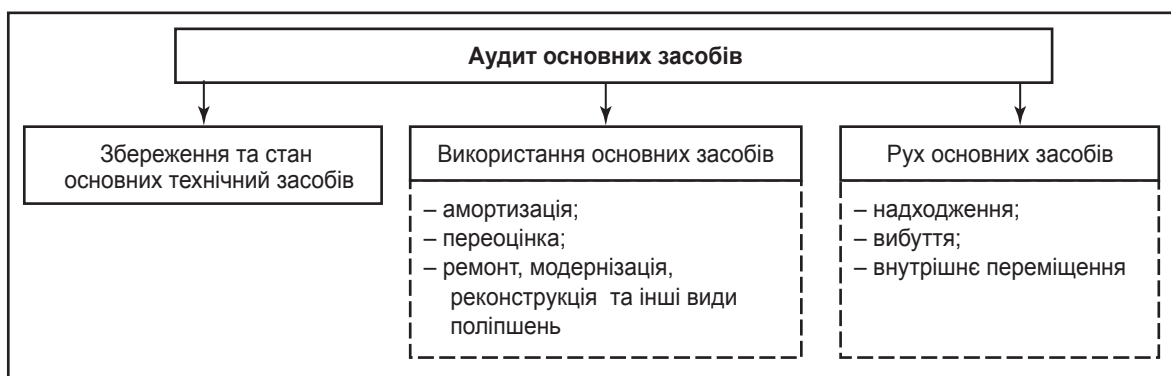 Аудит основних засобів
Збереження та стан
основних технічний засобів
Використання основних засобів
– амортизація;
– переоцінка;
– ремонт, модернізація,
реконструкція та інші види
поліпшень
Рух основних засобів
– надходження;
– вибуття;
– внутрішнє переміщення